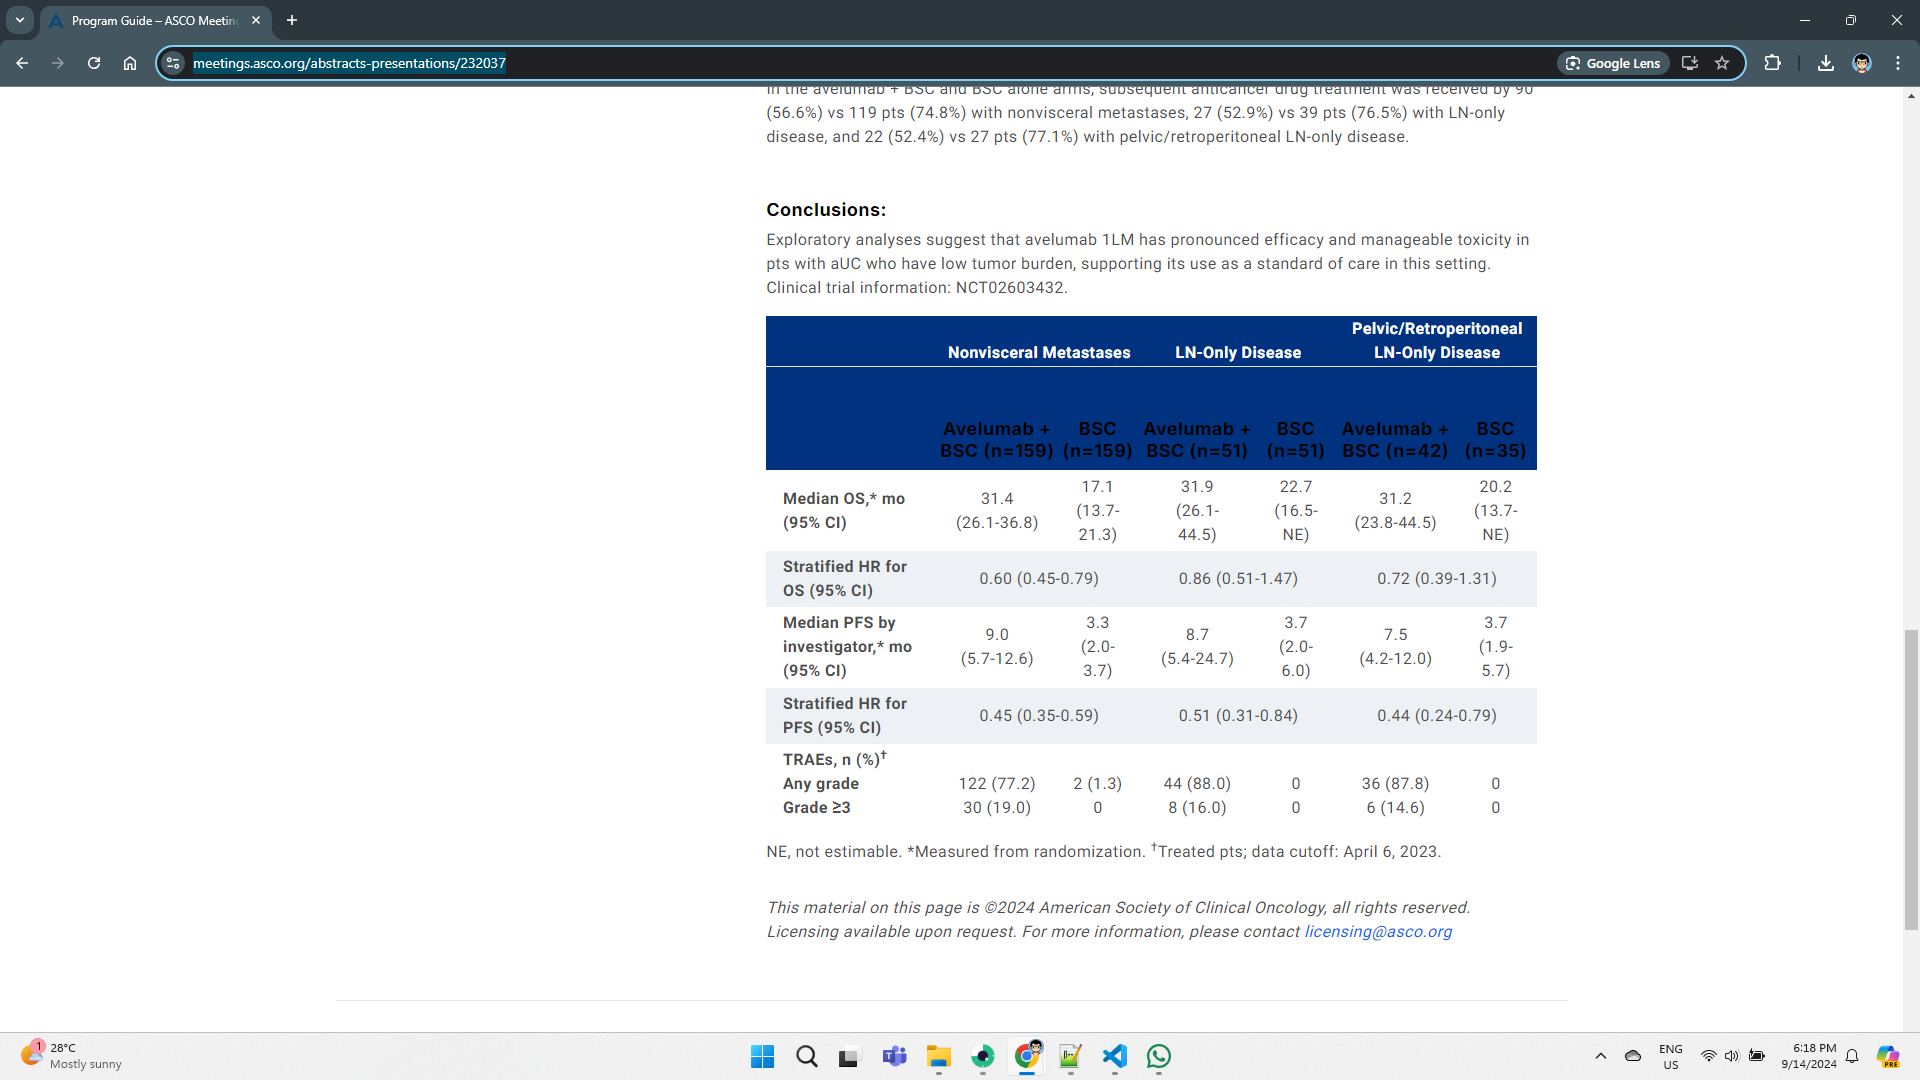 Program Guide – ASCO Meetin
meetings.asco.org/abstracts-presentations/232037
Google Lens
in the avelumab + BSC and BSC alone arms, subsequent anticancer drug treatment was received by 90
(56.6%) vs 119 pts (74.8%) with nonvisceral metastases, 27 (52.9%) vs 39 pts (76.5%) with LN-only
disease, and 22 (52.4%) vs 27 pts (77.1%) with pelvic/retroperitoneal LN-only disease.
Conclusions:
Exploratory analyses suggest that avelumab 1LM has pronounced efficacy and manageable toxicity in
pts with aUC who have low tumor burden, supporting its use as a standard of care in this setting.
Clinical trial information: NCT02603432.
Pelvic/Retroperitoneal
Nonvisceral Metastases LN-Only Disease LN-Only Disease
Avelumab + BSC Avelumab + BSC Avelumab + BSC
BSC (n=159) (n=159) BSC (n=51) (n=51) BSC (n=42) (n=35)
Median OS,* mo
(95% CI)
31.4
(26.1-36.8)
17.1
(13.7-
21.3)
31.9
(26.1-
44.5)
22.7
(16.5-
NE)
31.2
(23.8-44.5)
20.2
(13.7-
NE)
Stratified HR for
OS (95% CI)
0.60 (0.45-0.79) 0.86 (0.51-1.47) 0.72 (0.39-1.31)
Median PFS by
investigator,* mo
(95% CI)
9.0
(5.7-12.6)
3.3
(2.0-
3.7)
8.7
(5.4-24.7)
3.7
(2.0-
6.0)
7.5
(4.2-12.0)
3.7
(1.9-
5.7)
Stratified HR for
PFS (95% CI)
0.45 (0.35-0.59) 0.51 (0.31-0.84) 0.44 (0.24-0.79)
TRAEs, n (%)†
Any grade 122 (77.2) 2 (1.3) 44 (88.0) 0 36 (87.8) 0
Grade ≥3 30 (19.0) 0 8 (16.0) 0 6 (14.6) 0
NE, not estimable. *Measured from randomization. †Treated pts; data cutoff: April 6, 2023.
This material on this page is ©2024 American Society of Clinical Oncology, all rights reserved.
Licensing available upon request. For more information, please contact licensing@asco.org
1
28°C
Mostly sunny
ENG
US
6:18 PM
9/14/2024
PRE